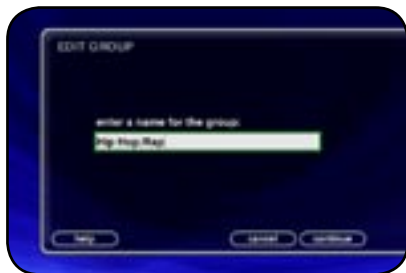 EDIT GROUP
enter a name for the group:
Hip Hop/Rap
help
cancel
continue